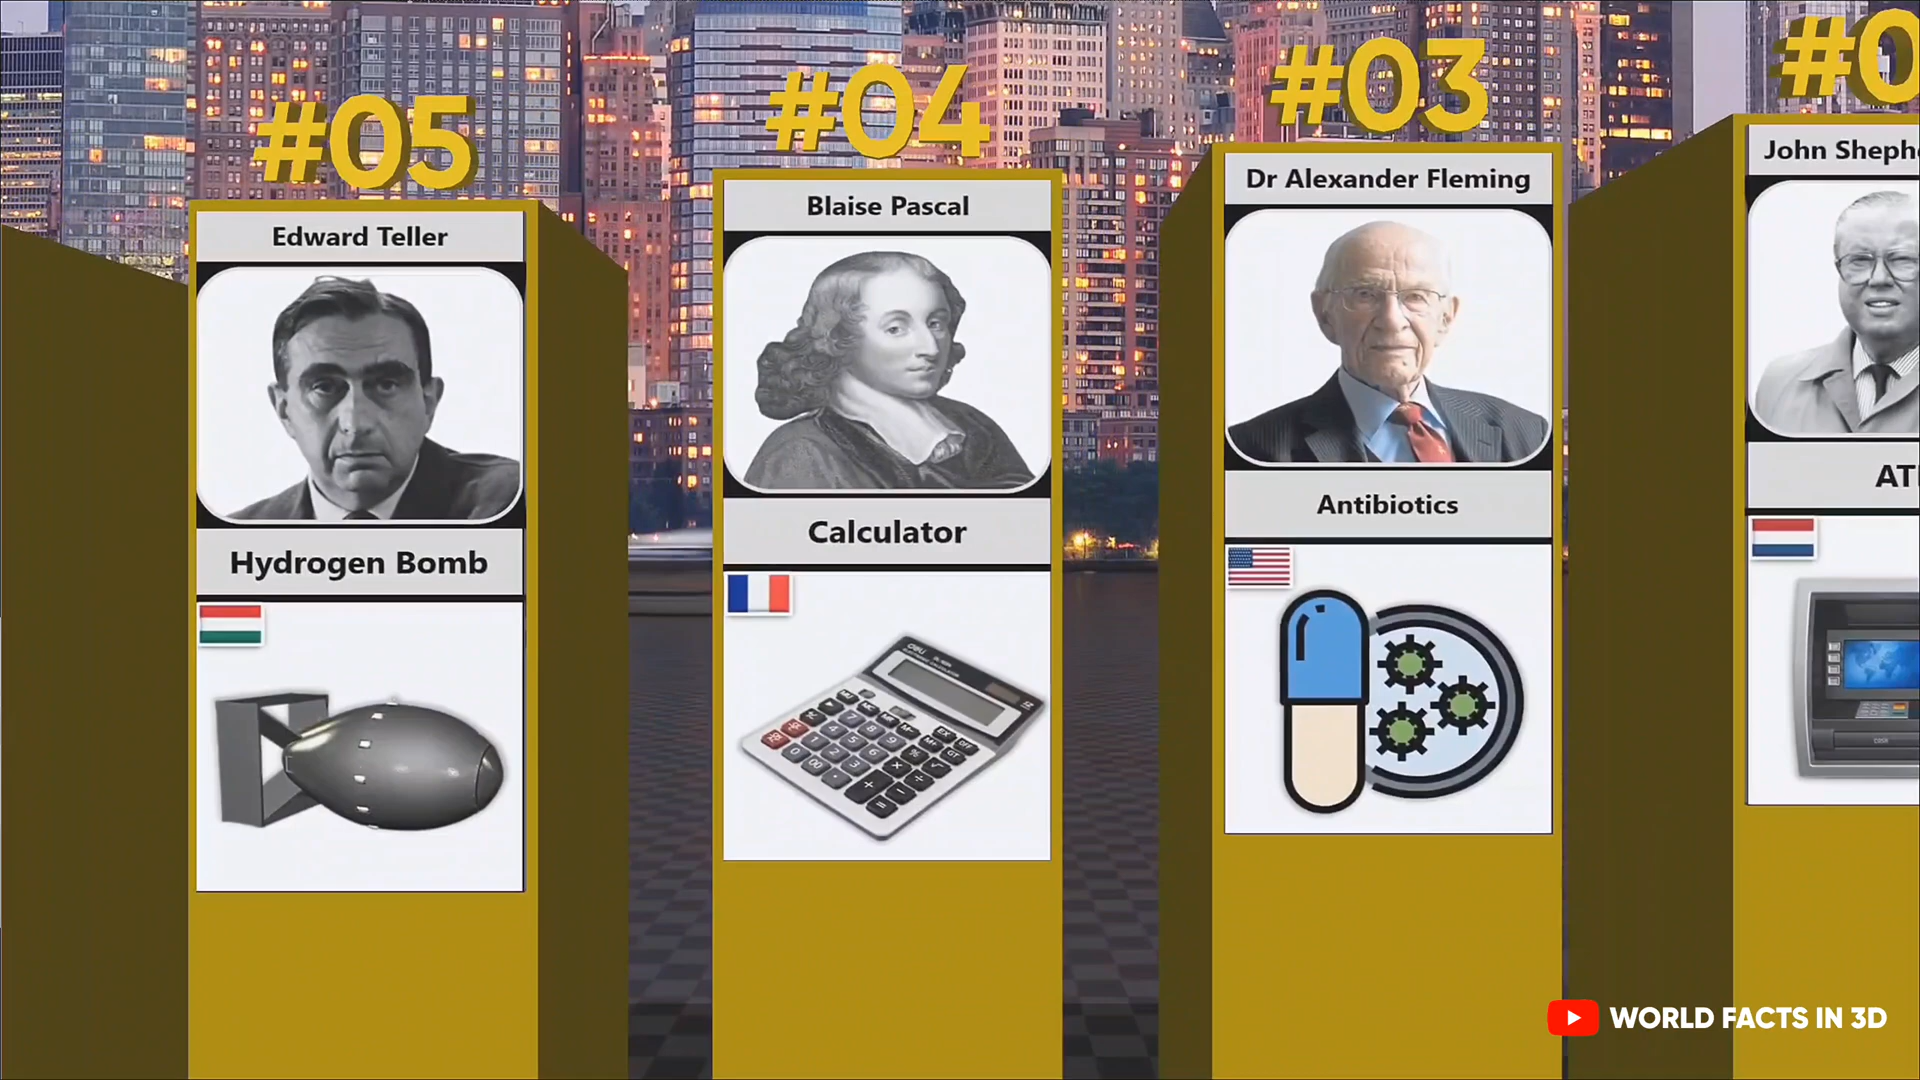 #05
Edward Teller
Hydrogen Bomb
#04
Blaise Pascal
Calculator
#03
Dr Alexander Fleming
Antibiotics
#0
John Sheph
AT
WORLD FACTS IN 3D